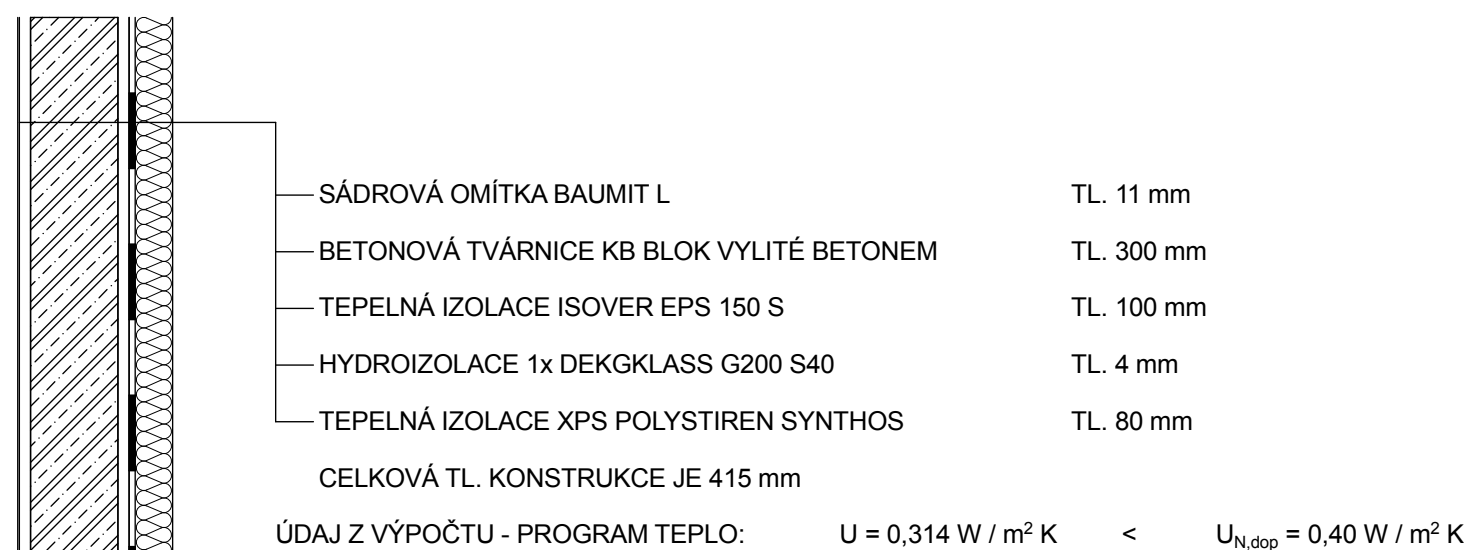 SÁDROVÁ OMÍTKA BAUMIT L TL. 11 mm
BETONOVÁ TVÁRNICE KB BLOK VYLITÉ BETONEM TL. 300 mm
TEPELNÁ IZOLACE ISOVER EPS 150 S TL. 100 mm
HYDROIZOLACE 1x DEKGKLASS G200 S40 TL. 4 mm
TEPELNÁ IZOLACE XPS POLYSTIREN SYNTHOS TL. 80 mm
CELKOVÁ TL. KONSTRUKCE JE 415 mm
ÚDAJ Z VÝPOČTU - PROGRAM TEPLO: U = 0,314 W / m² K < U_N,dop = 0,40 W / m² K